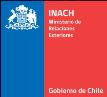 INACH
Ministerio de
Relaciones
Exteriores
Gobierno de Chile